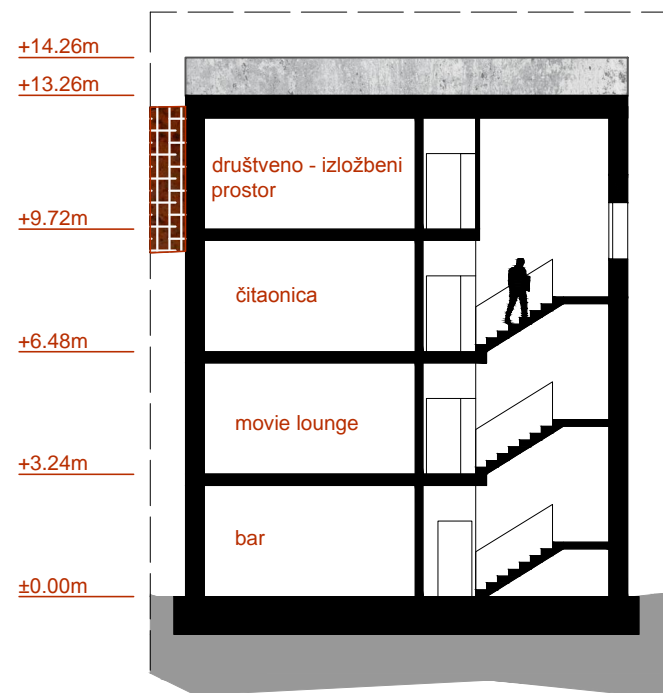 +14.26m
+13.26m
društveno - izložbeni
prostor
+9.72m
čitaonica
+6.48m
movie lounge
+3.24m
bar
±0.00m